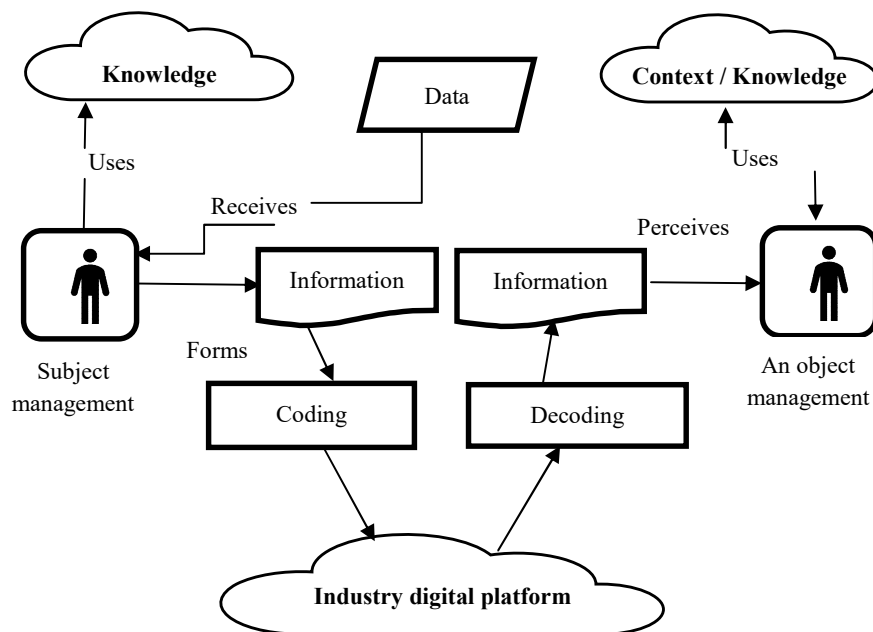 Knowledge
Data
Context / Knowledge
Uses
Uses
Receives
Perceives
Information
Information
Forms
Subject
management
An object
management
Coding
Decoding
Industry digital platform